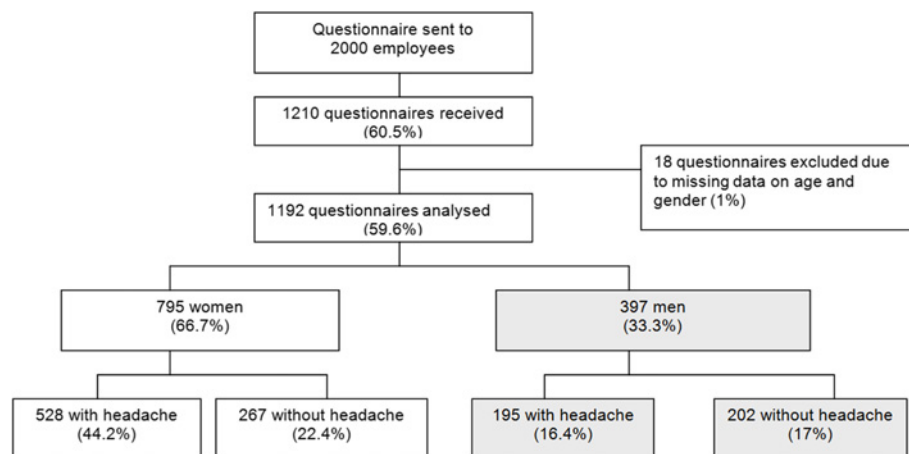 Questionnaire sent to
2000 employees
1210 questionnaires received
(60.5%)
18 questionnaires excluded due
to missing data on age and
gender (1%)
1192 questionnaires analysed
(59.6%)
795 women
(66.7%)
397 men
(33.3%)
528 with headache
(44.2%)
267 without headache
(22.4%)
195 with headache
(16.4%)
202 without headache
(17%)